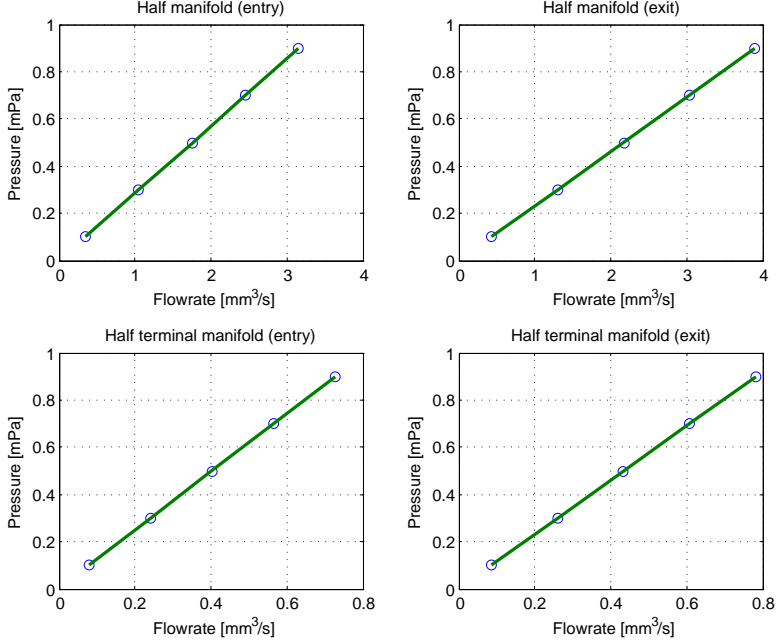 Half manifold (entry)
1
0.8
0.6
0.4
0.2
0
Pressure [mPa]
0 1 2 3 4
Flowrate [mm³/s]
Half manifold (exit)
1
0.8
0.6
0.4
0.2
0
Pressure [mPa]
0 1 2 3 4
Flowrate [mm³/s]
Half terminal manifold (entry)
1
0.8
0.6
0.4
0.2
0
Pressure [mPa]
0 0.2 0.4 0.6 0.8
Flowrate [mm³/s]
Half terminal manifold (exit)
1
0.8
0.6
0.4
0.2
0
Pressure [mPa]
0 0.2 0.4 0.6 0.8
Flowrate [mm³/s]